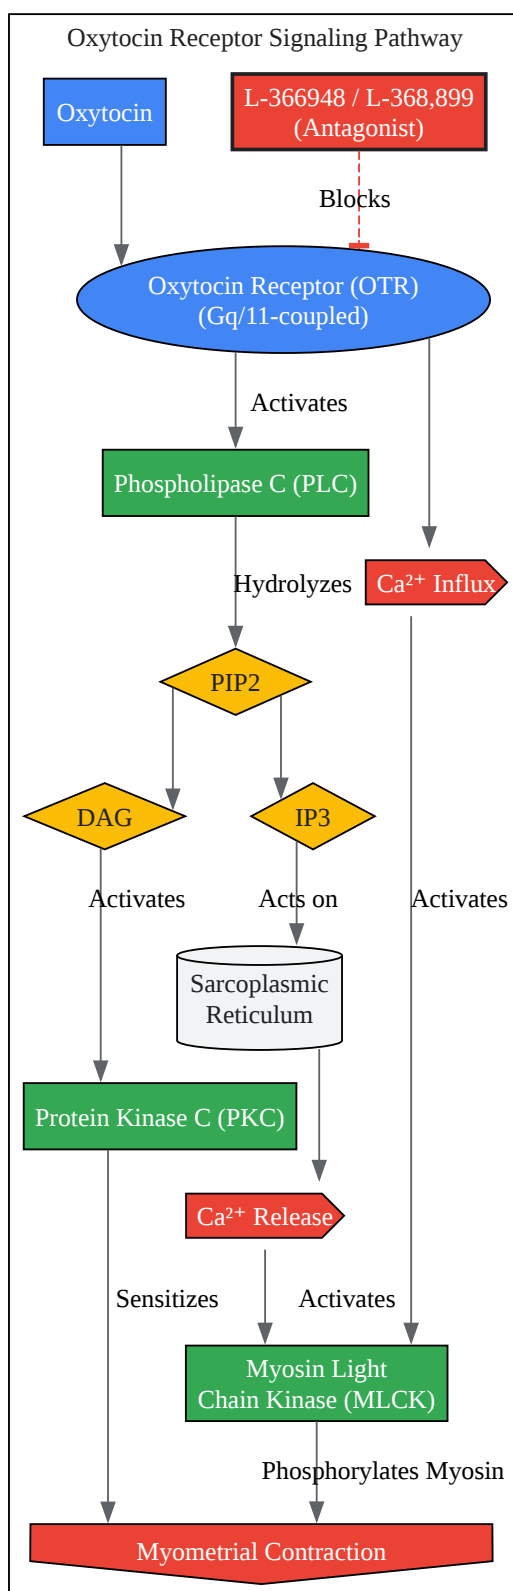 Oxytocin Receptor Signaling Pathway
Oxytocin
L-366948 / L-368,899
(Antagonist)
Blocks
Oxytocin Receptor (OTR)
(Gq/11-coupled)
Activates
Phospholipase C (PLC)
Hydrolyzes
Ca²⁺ Influx
PIP2
DAG
IP3
Activates
Acts on
Activates
Sarcoplasmic
Reticulum
Protein Kinase C (PKC)
Ca²⁺ Release
Sensitizes
Activates
Myosin Light
Chain Kinase (MLCK)
Phosphorylates Myosin
Myometrial Contraction